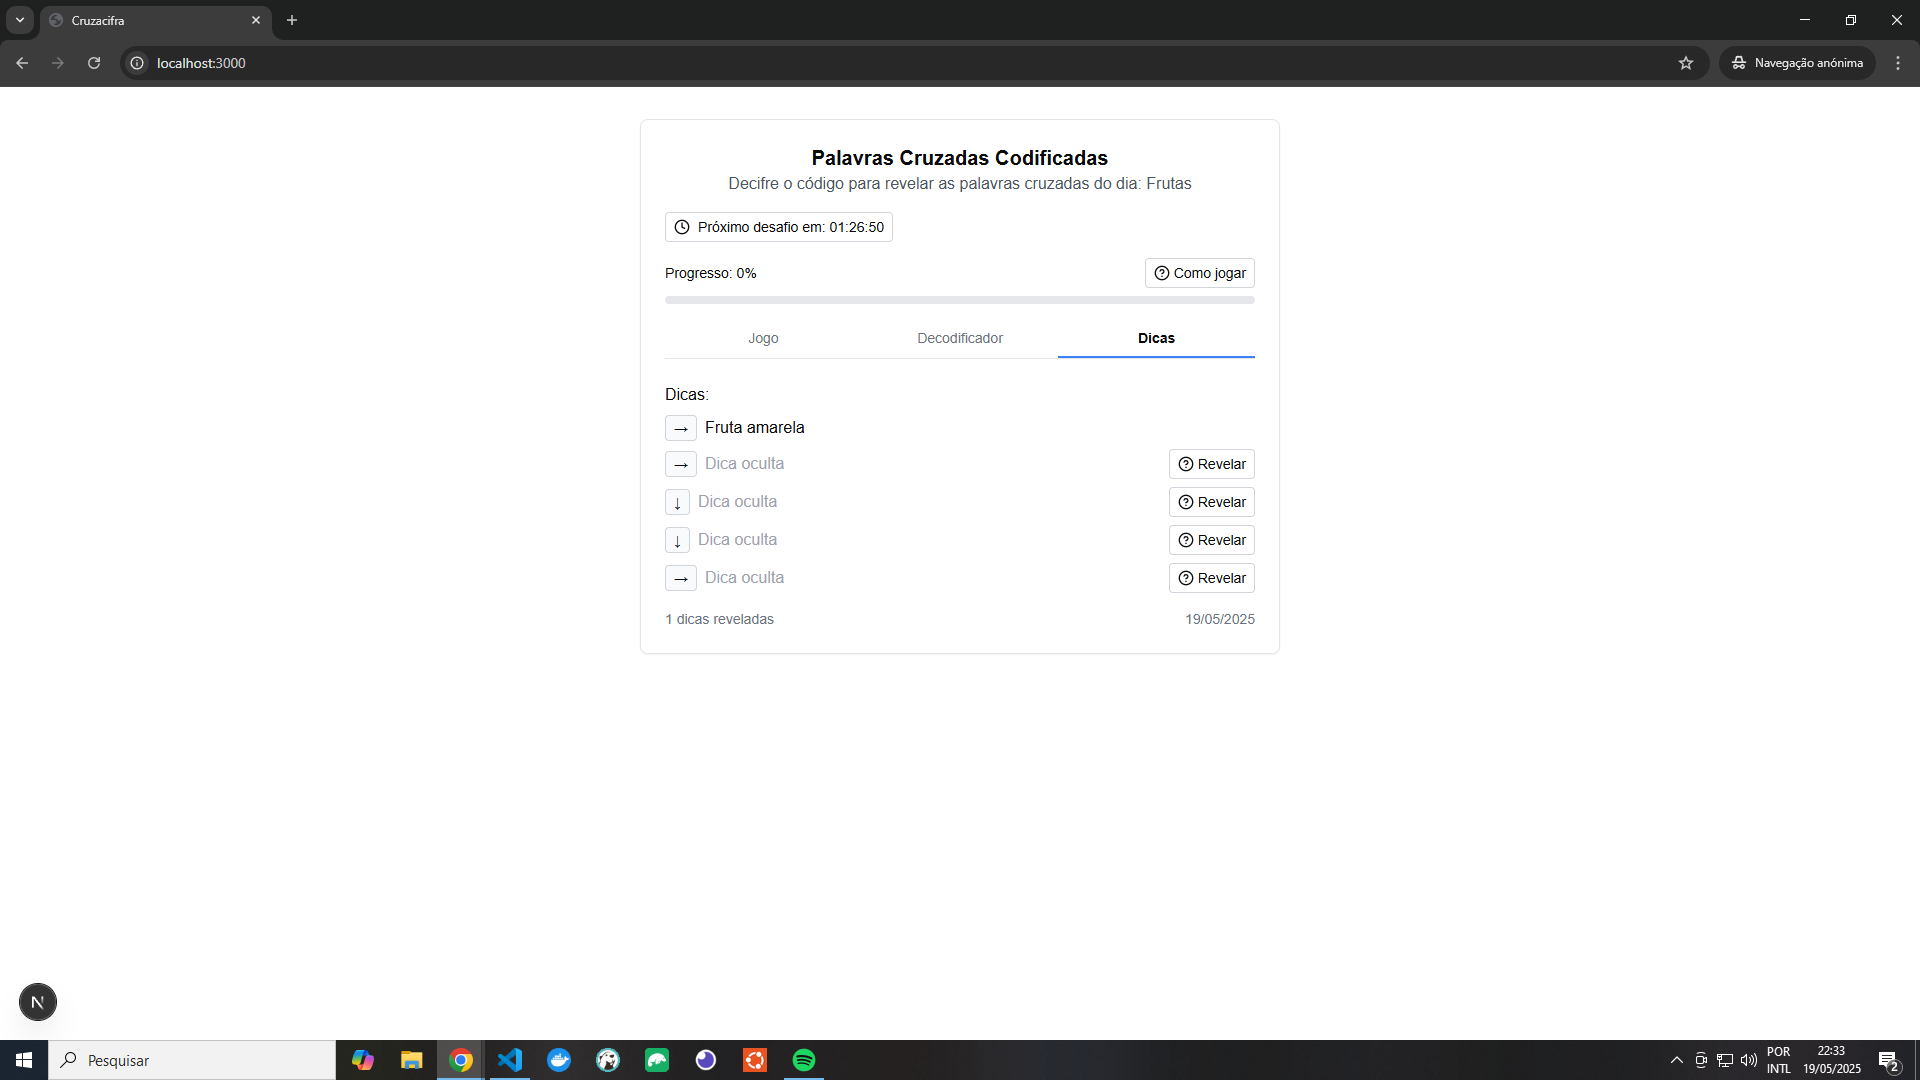 Cruzacifra
localhost:3000
Navegação anónima
Palavras Cruzadas Codificadas
Decifre o código para revelar as palavras cruzadas do dia: Frutas
Próximo desafio em: 01:26:50
Progresso: 0%
Como jogar
Jogo
Decodificador
Dicas
Dicas:
→ Fruta amarela
→ Dica oculta
Revelar
↓ Dica oculta
Revelar
↓ Dica oculta
Revelar
→ Dica oculta
Revelar
1 dicas reveladas
19/05/2025
N
Pesquisar
POR
INTL
22:33
19/05/2025
2